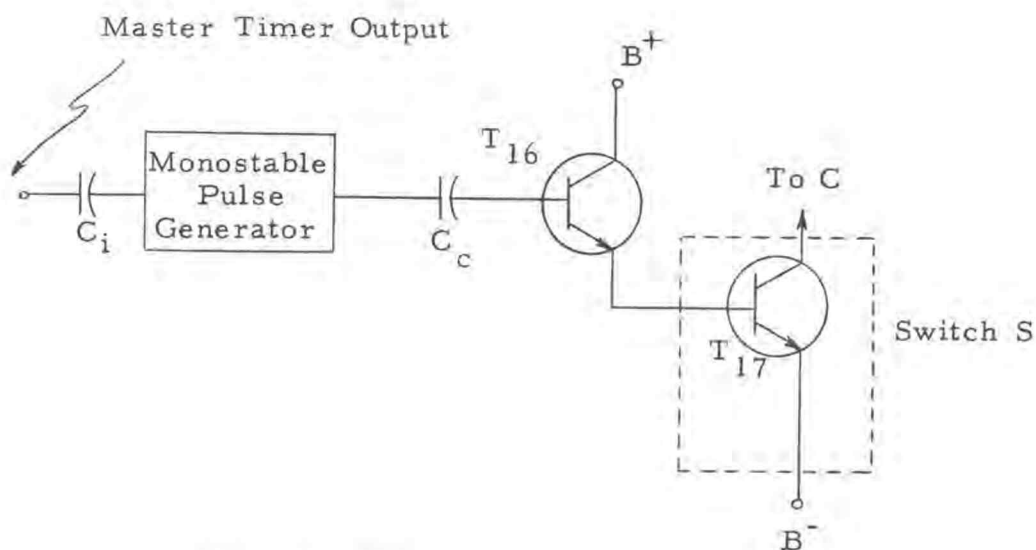 Master Timer Output
B+
T16
Monostable
Pulse
Generator
To C
Ci
Cc
Switch S
T17
B-